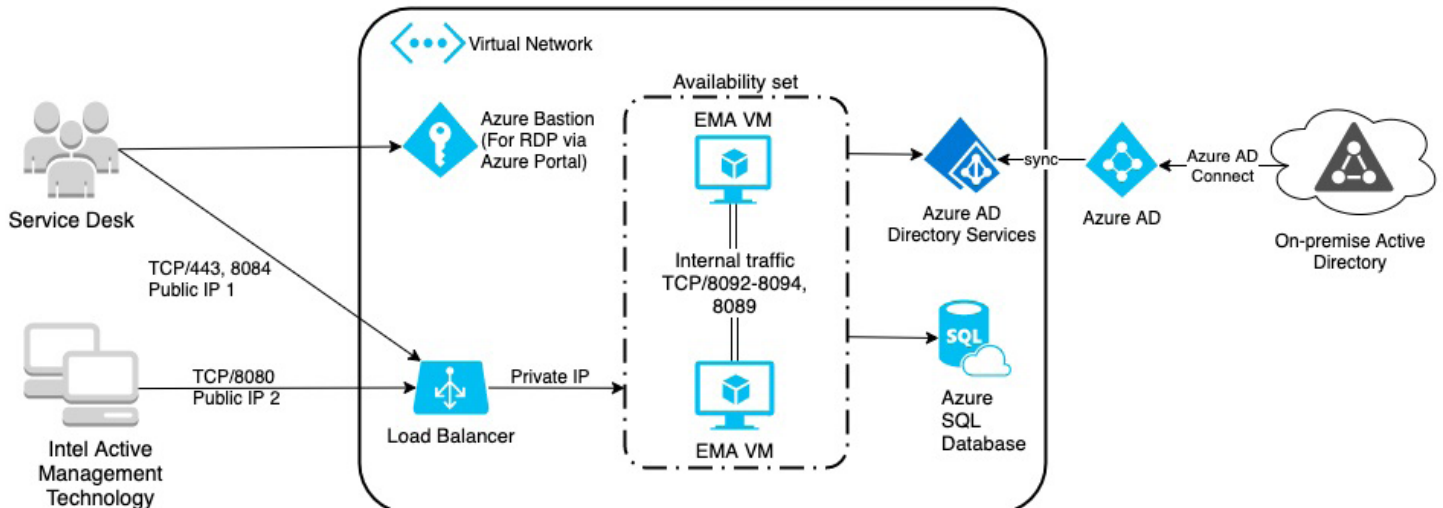 Virtual Network
Availability set
Service Desk
Azure Bastion
(For RDP via
Azure Portal)
EMA VM
Internal traffic
TCP/8092-8094,
8089
EMA VM
Azure AD
Directory Services
sync
Azure AD
Azure AD
Connect
On-premise Active
Directory
TCP/443, 8084
Public IP 1
TCP/8080
Public IP 2
Intel Active
Management
Technology
Load Balancer
Private IP
SQL
Azure
SQL
Database